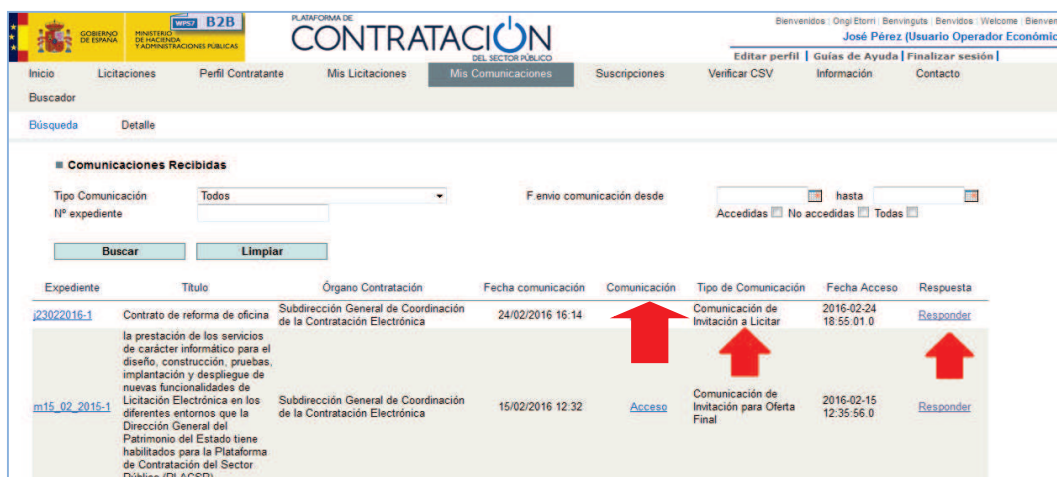 GOBIERNO
DE ESPAÑA
MINISTERIO
DE HACIENDA
Y ADMINISTRACIONES PÚBLICAS
WPS7 B2B
PLATAFORMA DE
CONTRATACIÓN
DEL SECTOR PÚBLICO
Bienvenidos | Ongi Etorri | Benvinguts | Benvidos | Welcome | Bienven
José Pérez (Usuario Operador Económic
Editar perfil | Guías de Ayuda | Finalizar sesión |
Inicio Licitaciones Perfil Contratante Mis Licitaciones Mis Comunicaciones Suscripciones Verificar CSV Información Contacto
Buscador
Búsqueda Detalle
Comunicaciones Recibidas
Tipo Comunicación Todos F.envio comunicación desde hasta
Nº expediente Accedidas No accedidas Todas
Buscar Limpiar
Expediente Título Órgano Contratación Fecha comunicación Comunicación Tipo de Comunicación Fecha Acceso Respuesta
j23022016-1 Contrato de reforma de oficina Subdirección General de Coordinación de la Contratación Electrónica 24/02/2016 16:14 Comunicación de Invitación a Licitar 2016-02-24 18:55:01.0 Responder
la prestación de los servicios
de carácter informático para el
diseño, construcción, pruebas,
implantación y despliegue de
nuevas funcionalidades de
m15_02_2015-1 Licitación Electrónica en los
diferentes entornos que la
Dirección General del
Patrimonio del Estado tiene
habilitados para la Plataforma
de Contratación del Sector
Público (PLACSP)
Subdirección General de Coordinación
de la Contratación Electrónica
15/02/2016 12:32
Acceso
Comunicación de
Invitación para Oferta
Final
2016-02-15
12:35:56.0
Responder